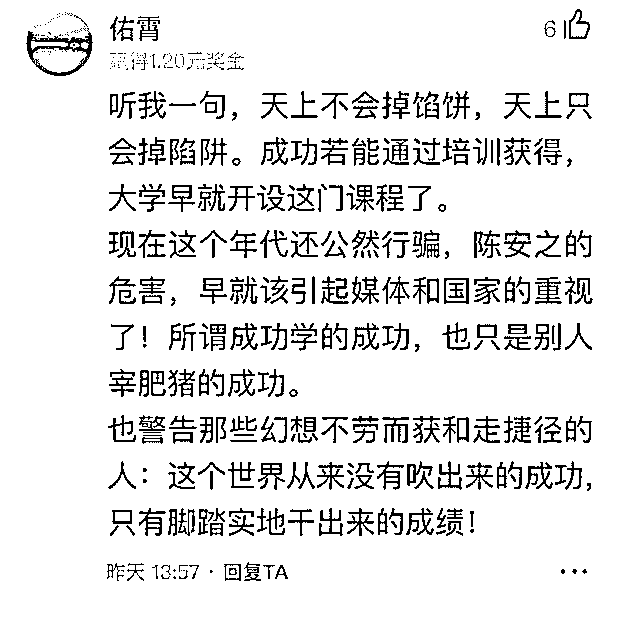 佑霄
6
获得1.20元奖金
听我一句，天上不会掉馅饼，天上只
会掉陷阱。成功若能通过培训获得，
大学早就开设这门课程了。
现在这个年代还公然行骗，陈安之的
危害，早就该引起媒体和国家的重视
了！所谓成功学的成功，也只是别人
宰肥猪的成功。
也警告那些幻想不劳而获和走捷径的
人：这个世界从来没有吹出来的成功，
只有脚踏实地干出来的成绩！
昨天 13:57 · 回复TA